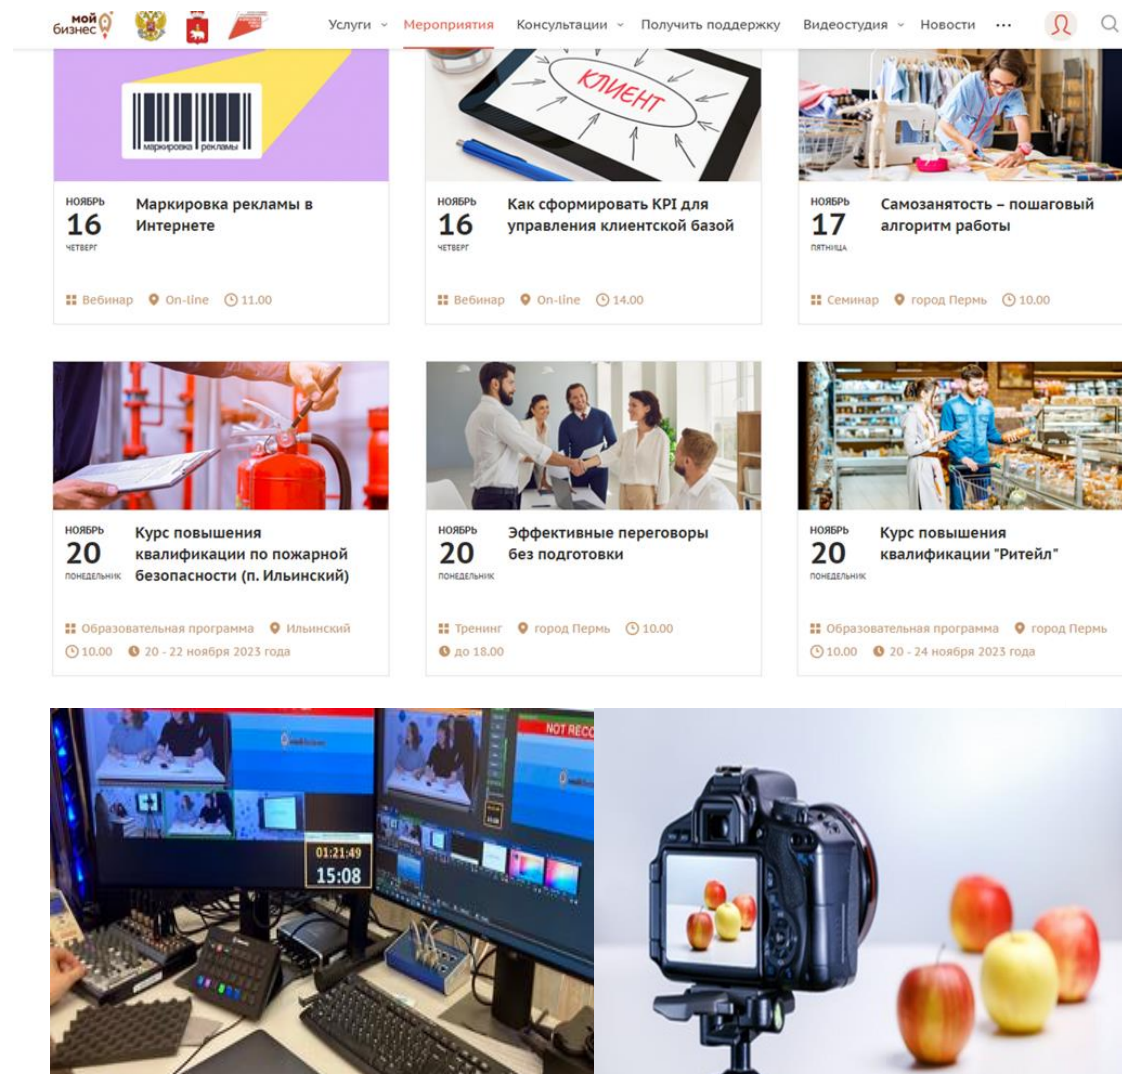 мой бизнес
Услуги Мероприятия Консультации Получить поддержку Видеостудия Новости ...
маркировка рекламы
КЛИЕНТ
НОЯБРЬ
16
ЧЕТВЕРГ
Маркировка рекламы в
Интернете
Вебинар On-line 11.00
НОЯБРЬ
16
ЧЕТВЕРГ
Как сформировать KPI для
управления клиентской базой
Вебинар On-line 14.00
НОЯБРЬ
17
ПЯТНИЦА
Самозанятость – пошаговый
алгоритм работы
Семинар город Пермь 10.00
НОЯБРЬ
20
ПОНЕДЕЛЬНИК
Курс повышения
квалификации по пожарной
безопасности (п. Ильинский)
Образовательная программа Ильинский
10.00 20 - 22 ноября 2023 года
НОЯБРЬ
20
ПОНЕДЕЛЬНИК
Эффективные переговоры
без подготовки
Тренинг город Пермь 10.00
до 18.00
НОЯБРЬ
20
ПОНЕДЕЛЬНИК
Курс повышения
квалификации "Ритейл"
Образовательная программа город Пермь
10.00 20 - 24 ноября 2023 года
NOT RECO
01:21:49
15:08